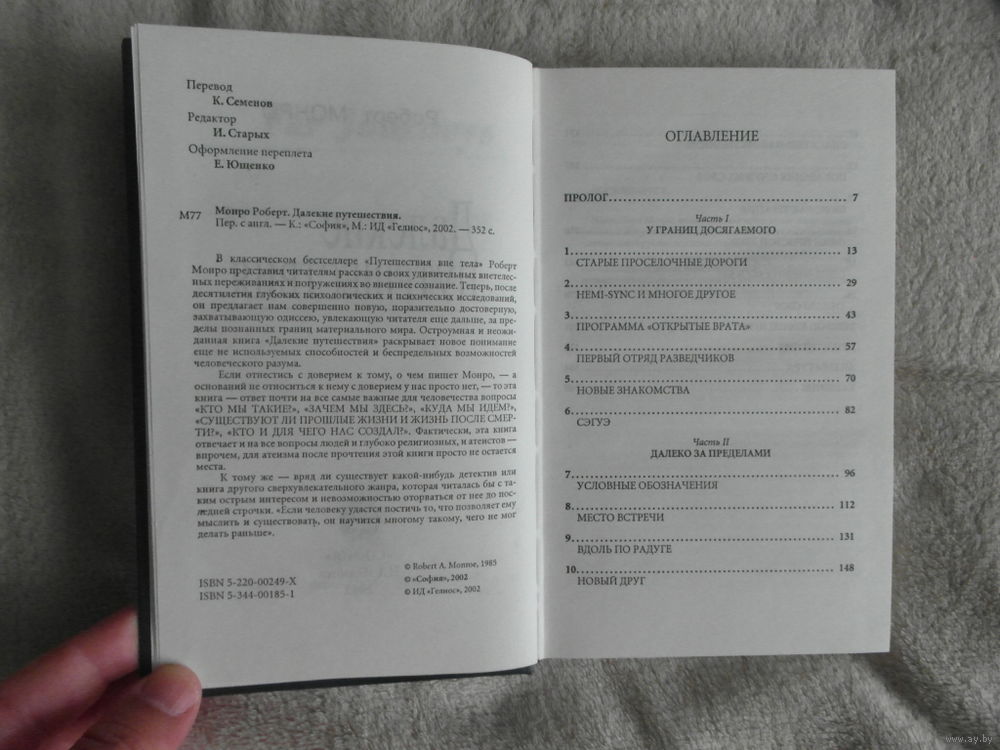 Перевод
К. Семенов
Редактор
И. Старых
Оформление переплета
Е. Ющенко
М77
Монро Роберт. Далекие путешествия.
Пер. с англ. — К.: «София», М.: ИД «Гелиос», 2002. — 352 с.
В классическом бестселлере «Путешествия вне тела» Роберт
Монро представил читателям рассказ о своих удивительных внетелес-
ных переживаниях и погружениях во внешнее сознание. Теперь, после
десятилетия глубоких психологических и психических исследований,
он предлагает нам совершенно новую, поразительно достоверную,
захватывающую одиссею, увлекающую читателя еще дальше, за пре-
делы познанных границ материального мира. Остроумная и неожи-
данная книга «Далекие путешествия» раскрывает новое понимание
еще не используемых способностей и беспредельных возможностей
человеческого разума.
Если отнестись с доверием к тому, о чем пишет Монро, — а
оснований не относиться к нему с доверием у нас просто нет, — то эта
книга — ответ почти на все самые важные для человечества вопросы
«КТО МЫ ТАКИЕ?», «ЗАЧЕМ МЫ ЗДЕСЬ?», «КУДА МЫ ИДЕМ?»,
«СУЩЕСТВУЮТ ЛИ ПРОШЛЫЕ ЖИЗНИ И ЖИЗНЬ ПОСЛЕ СМЕР-
ТИ?», «КТО И ДЛЯ ЧЕГО НАС СОЗДАЛ?». Фактически, эта книга
отвечает и на все вопросы людей и глубоко религиозных, и атеистов —
впрочем, для атеизма после прочтения этой книги просто не остается
места.
К тому же — вряд ли существует какой-нибудь детектив или
книга другого сверхувлекательного жанра, которая читалась бы с та-
ким острым интересом и невозможностью оторваться от нее до пос-
ледней строчки. «Если человеку удастся постичь то, что позволяет ему
мыслить и существовать, он научится многому такому, чего не мог
делать раньше».
ISBN 5-220-00249-X
ISBN 5-344-00185-1
© Robert A. Monroe, 1985
© «София», 2002
© ИД «Гелиос», 2002
ОГЛАВЛЕНИЕ
ПРОЛОГ 7
Часть I
У ГРАНИЦ ДОСЯГАЕМОГО
1 13
СТАРЫЕ ПРОСЕЛОЧНЫЕ ДОРОГИ
2 29
HEMI-SYNC И МНОГОЕ ДРУГОЕ
3 43
ПРОГРАММА «ОТКРЫТЫЕ ВРАТА»
4 57
ПЕРВЫЙ ОТРЯД РАЗВЕДЧИКОВ
5 70
НОВЫЕ ЗНАКОМСТВА
6 82
СЭГУЭ
Часть II
ДАЛЕКО ЗА ПРЕДЕЛАМИ
7 96
УСЛОВНЫЕ ОБОЗНАЧЕНИЯ
8 112
МЕСТО ВСТРЕЧИ
9 131
ВДОЛЬ ПО РАДУГЕ
10 148
НОВЫЙ ДРУГ
www.ay.by